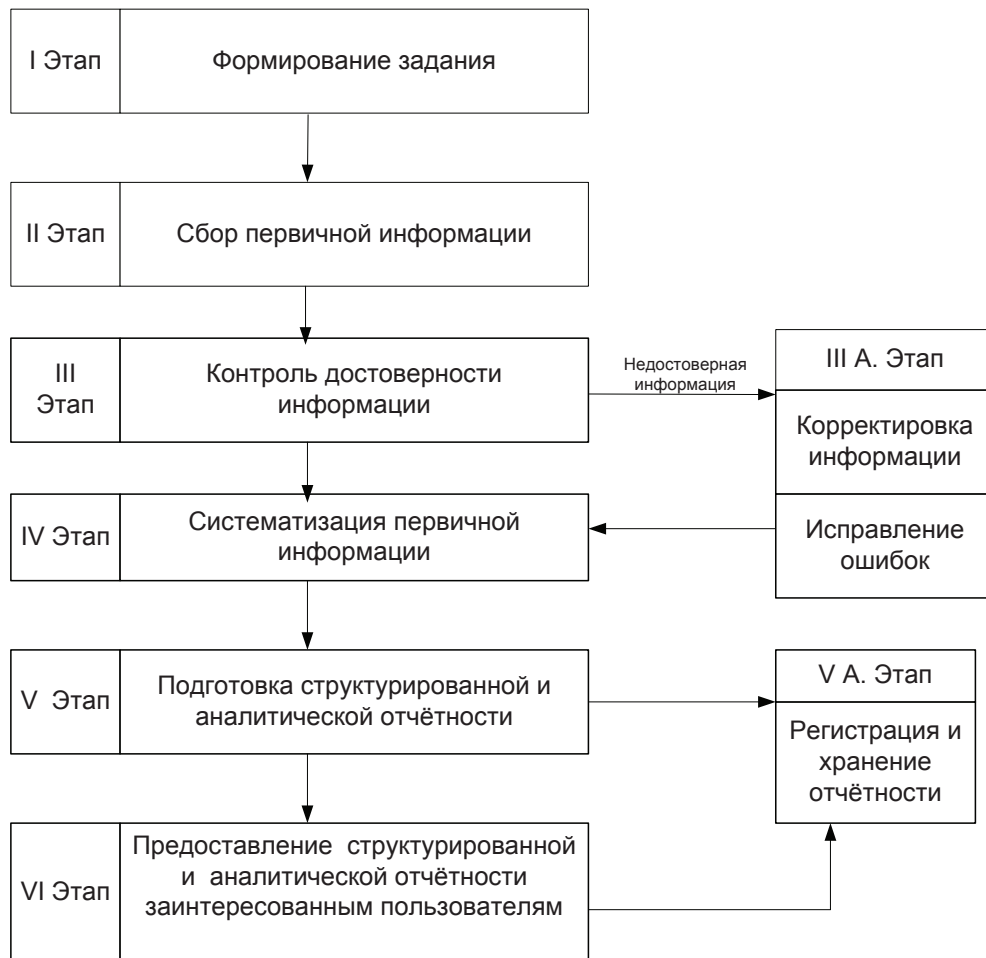 I Этап
Формирование задания
II Этап
Сбор первичной информации
III
Этап
Контроль достоверности
информации
Недостоверная
информация
III А. Этап
Корректировка
информации
Исправление
ошибок
IV Этап
Систематизация первичной
информации
V Этап
Подготовка структурированной и
аналитической отчётности
V А. Этап
Регистрация и
хранение
отчётности
VI Этап
Предоставление структурированной
и аналитической отчётности
заинтересованным пользователям